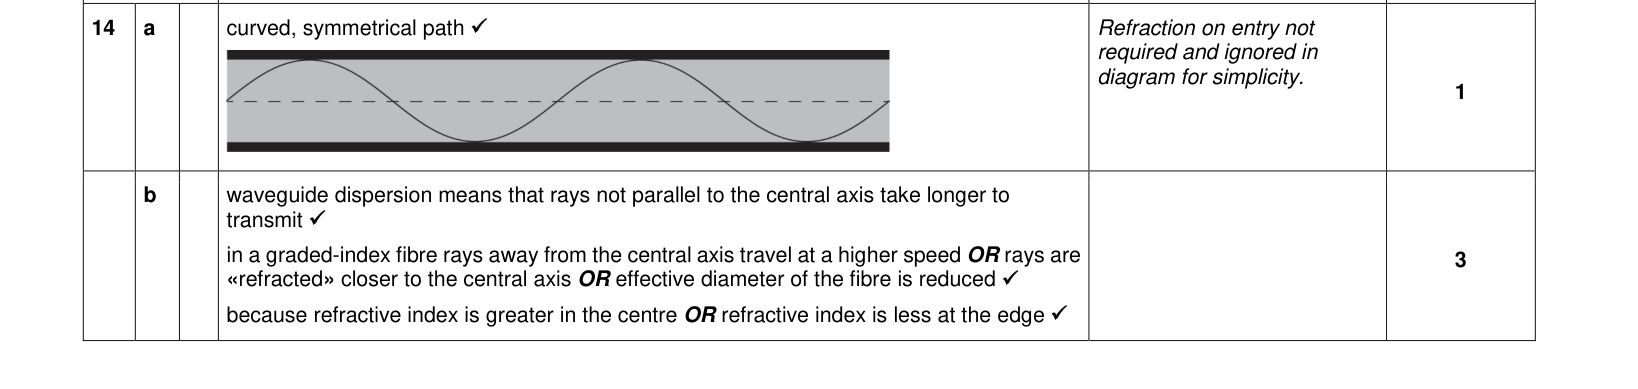 14 a curved, symmetrical path ✓ Refraction on entry not
required and ignored in
diagram for simplicity.
1
b waveguide dispersion means that rays not parallel to the central axis take longer to
transmit ✓
in a graded-index fibre rays away from the central axis travel at a higher speed OR rays are
«refracted» closer to the central axis OR effective diameter of the fibre is reduced ✓
because refractive index is greater in the centre OR refractive index is less at the edge ✓
3